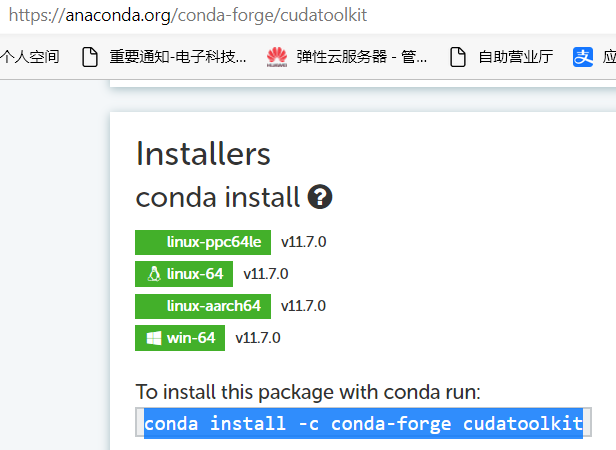 https://anaconda.org/conda-forge/cudatoolkit
个人空间 重要通知-电子科技... 弹性云服务器 - 管... 自助营业厅 支 应
Installers
conda install ?
linux-ppc64le v11.7.0
linux-64 v11.7.0
linux-aarch64 v11.7.0
win-64 v11.7.0
To install this package with conda run:
conda install -c conda-forge cudatoolkit